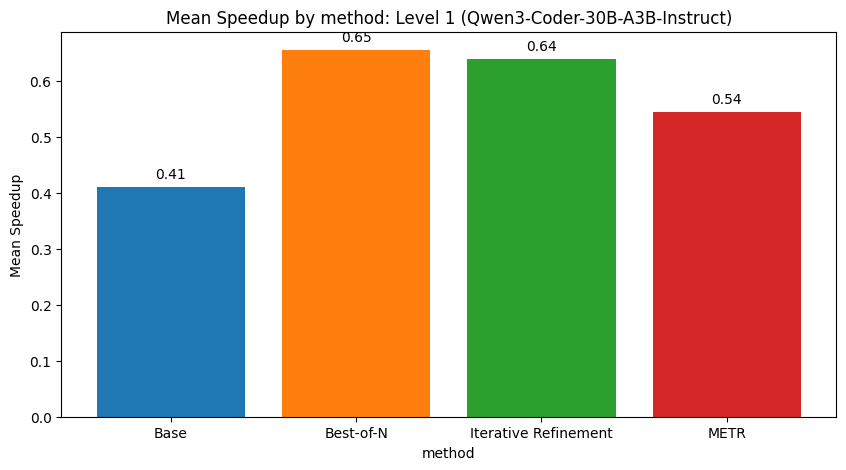 Mean Speedup by method: Level 1 (Qwen3-Coder-30B-A3B-Instruct)
Mean Speedup
0.6
0.5
0.4
0.3
0.2
0.1
0.0
0.41
0.65
0.64
0.54
Base
Best-of-N
Iterative Refinement
METR
method